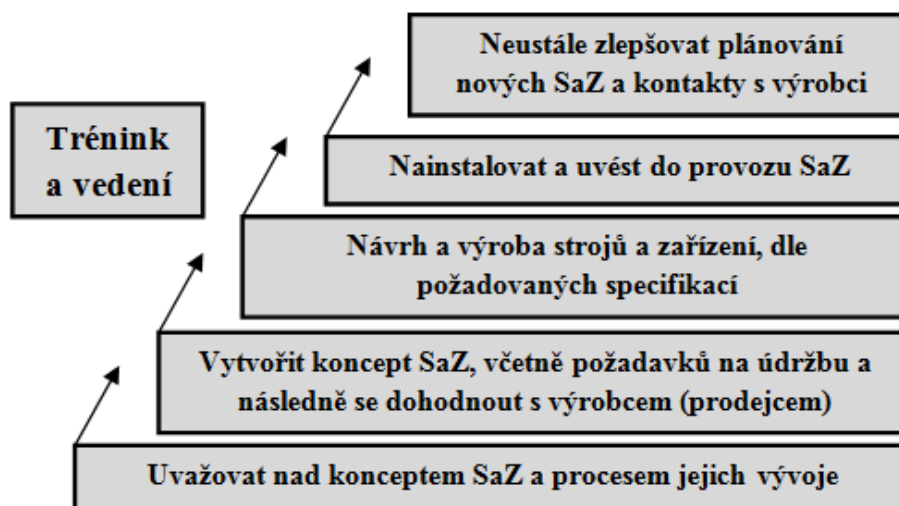 Neustále zlepšovat plánování
nových SaZ a kontakty s výrobci
Trénink
a vedení
Nainstalovat a uvést do provozu SaZ
Návrh a výroba strojů a zařízení, dle
požadovaných specifikací
Vytvořit koncept SaZ, včetně požadavků na údržbu a
následně se dohodnout s výrobcem (prodejcem)
Uvažovat nad konceptem SaZ a procesem jejich vývoje